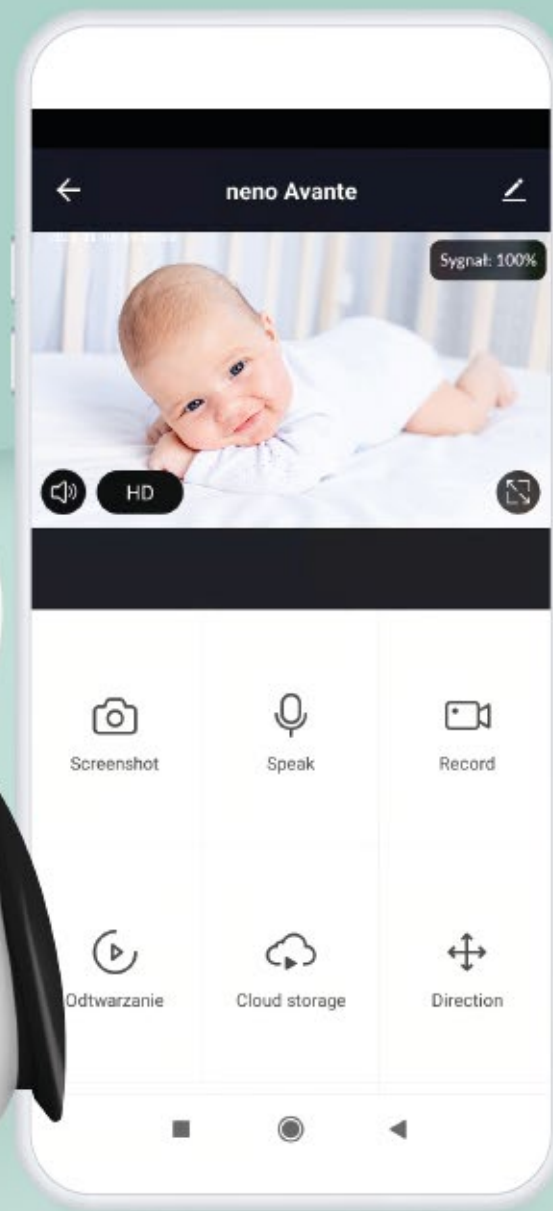 neno Avante
Sygnał: 100%
HD
Screenshot
Speak
Record
Odtwarzanie
Cloud storage
Direction